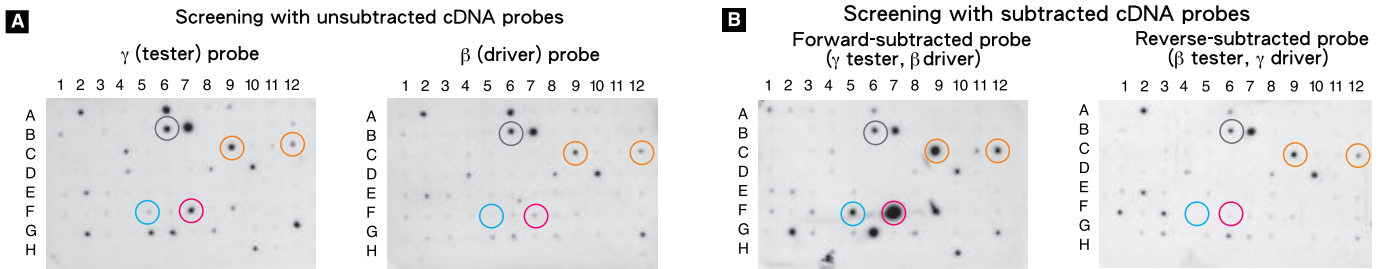 A
Screening with unsubtracted cDNA probes
γ (tester) probe
1 2 3 4 5 6 7 8 9 10 11 12
A
B
C
D
E
F
G
H
β (driver) probe
1 2 3 4 5 6 7 8 9 10 11 12
A
B
C
D
E
F
G
H
B
Screening with subtracted cDNA probes
Forward-subtracted probe
(γ tester, β driver)
1 2 3 4 5 6 7 8 9 10 11 12
A
B
C
D
E
F
G
H
Reverse-subtracted probe
(β tester, γ driver)
1 2 3 4 5 6 7 8 9 10 11 12
A
B
C
D
E
F
G
H